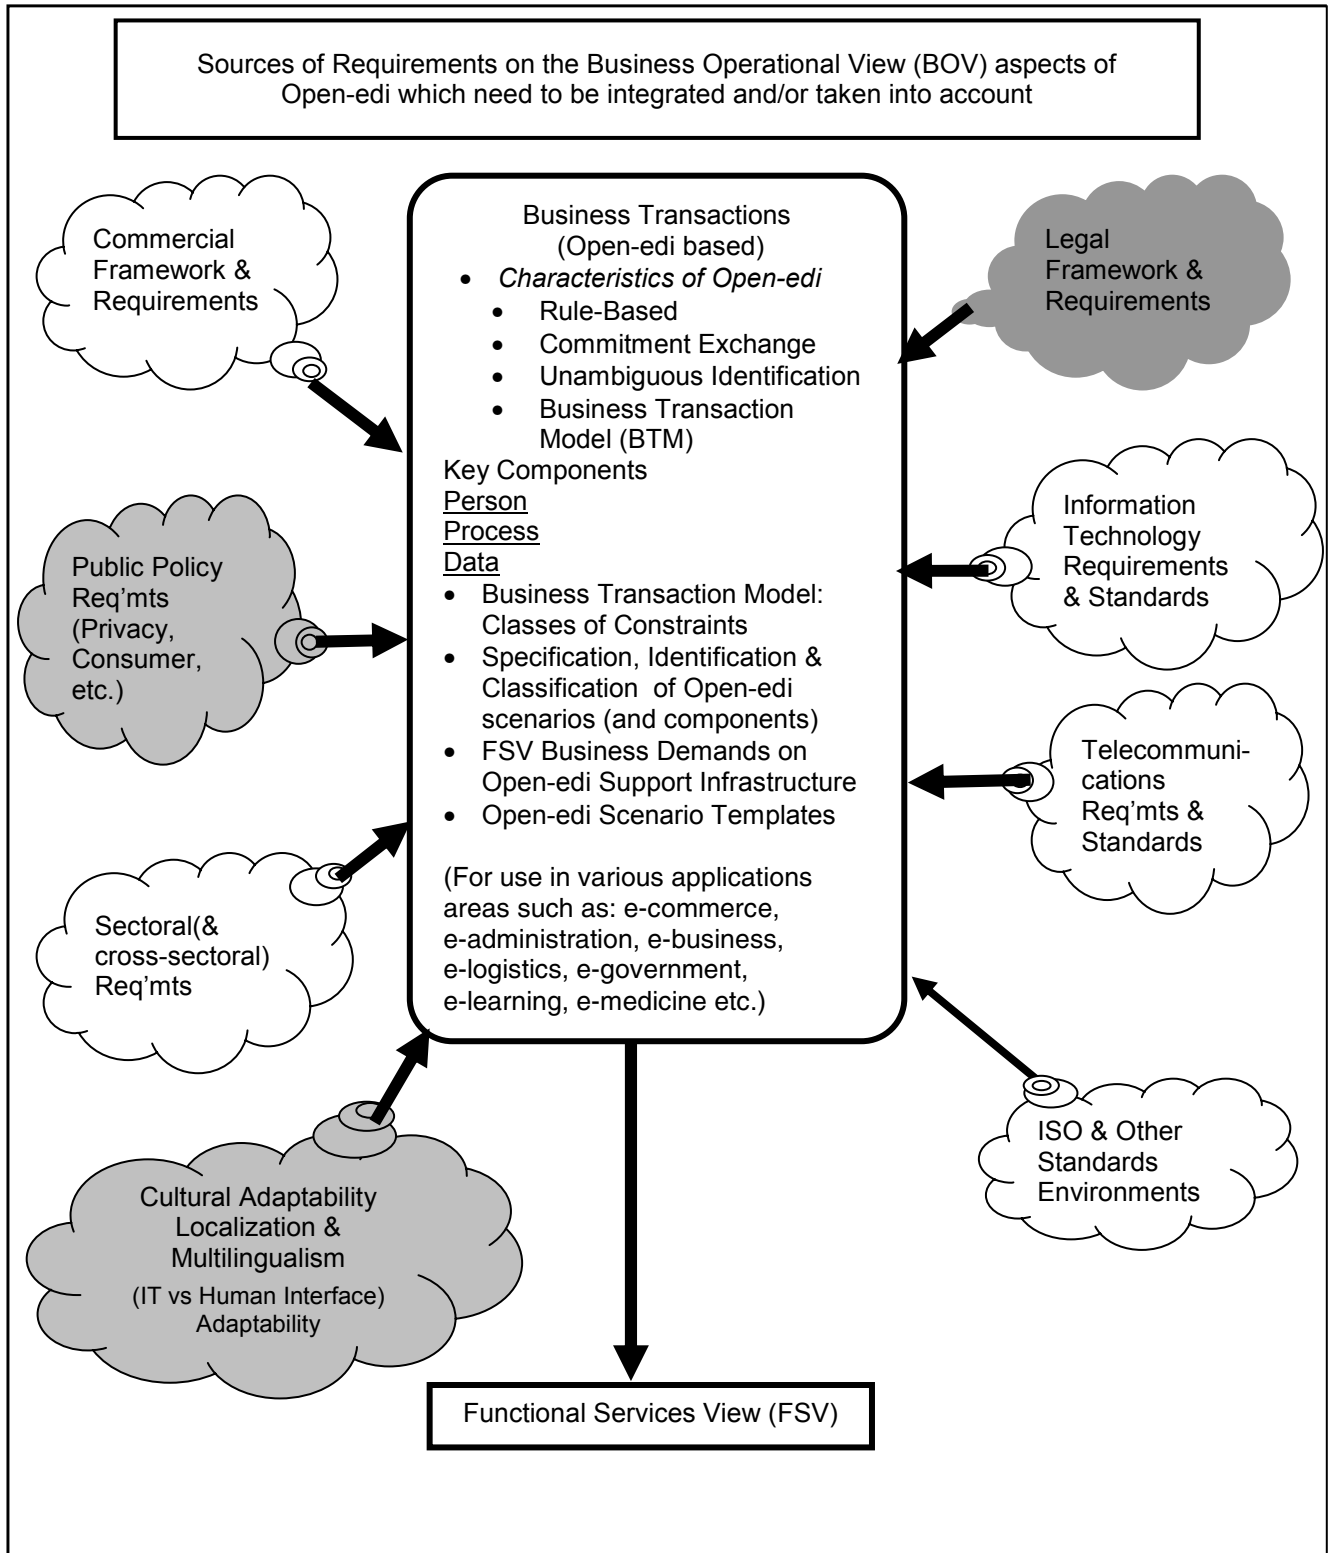 Sources of Requirements on the Business Operational View (BOV) aspects of
Open-edi which need to be integrated and/or taken into account
Commercial
Framework &
Requirements
Public Policy
Req'mts
(Privacy,
Consumer,
etc.)
Sectoral(&
cross-sectoral)
Req'mts
Cultural Adaptability
Localization &
Multilingualism
(IT vs Human Interface)
Adaptability
Business Transactions
(Open-edi based)
• Characteristics of Open-edi
• Rule-Based
• Commitment Exchange
• Unambiguous Identification
• Business Transaction
Model (BTM)
Key Components
Person
Process
Data
• Business Transaction Model:
Classes of Constraints
• Specification, Identification &
Classification of Open-edi
scenarios (and components)
• FSV Business Demands on
Open-edi Support Infrastructure
• Open-edi Scenario Templates
(For use in various applications
areas such as: e-commerce,
e-administration, e-business,
e-logistics, e-government,
e-learning, e-medicine etc.)
Legal
Framework &
Requirements
Information
Technology
Requirements
& Standards
Telecommuni-
cations
Req'mts &
Standards
ISO & Other
Standards
Environments
Functional Services View (FSV)